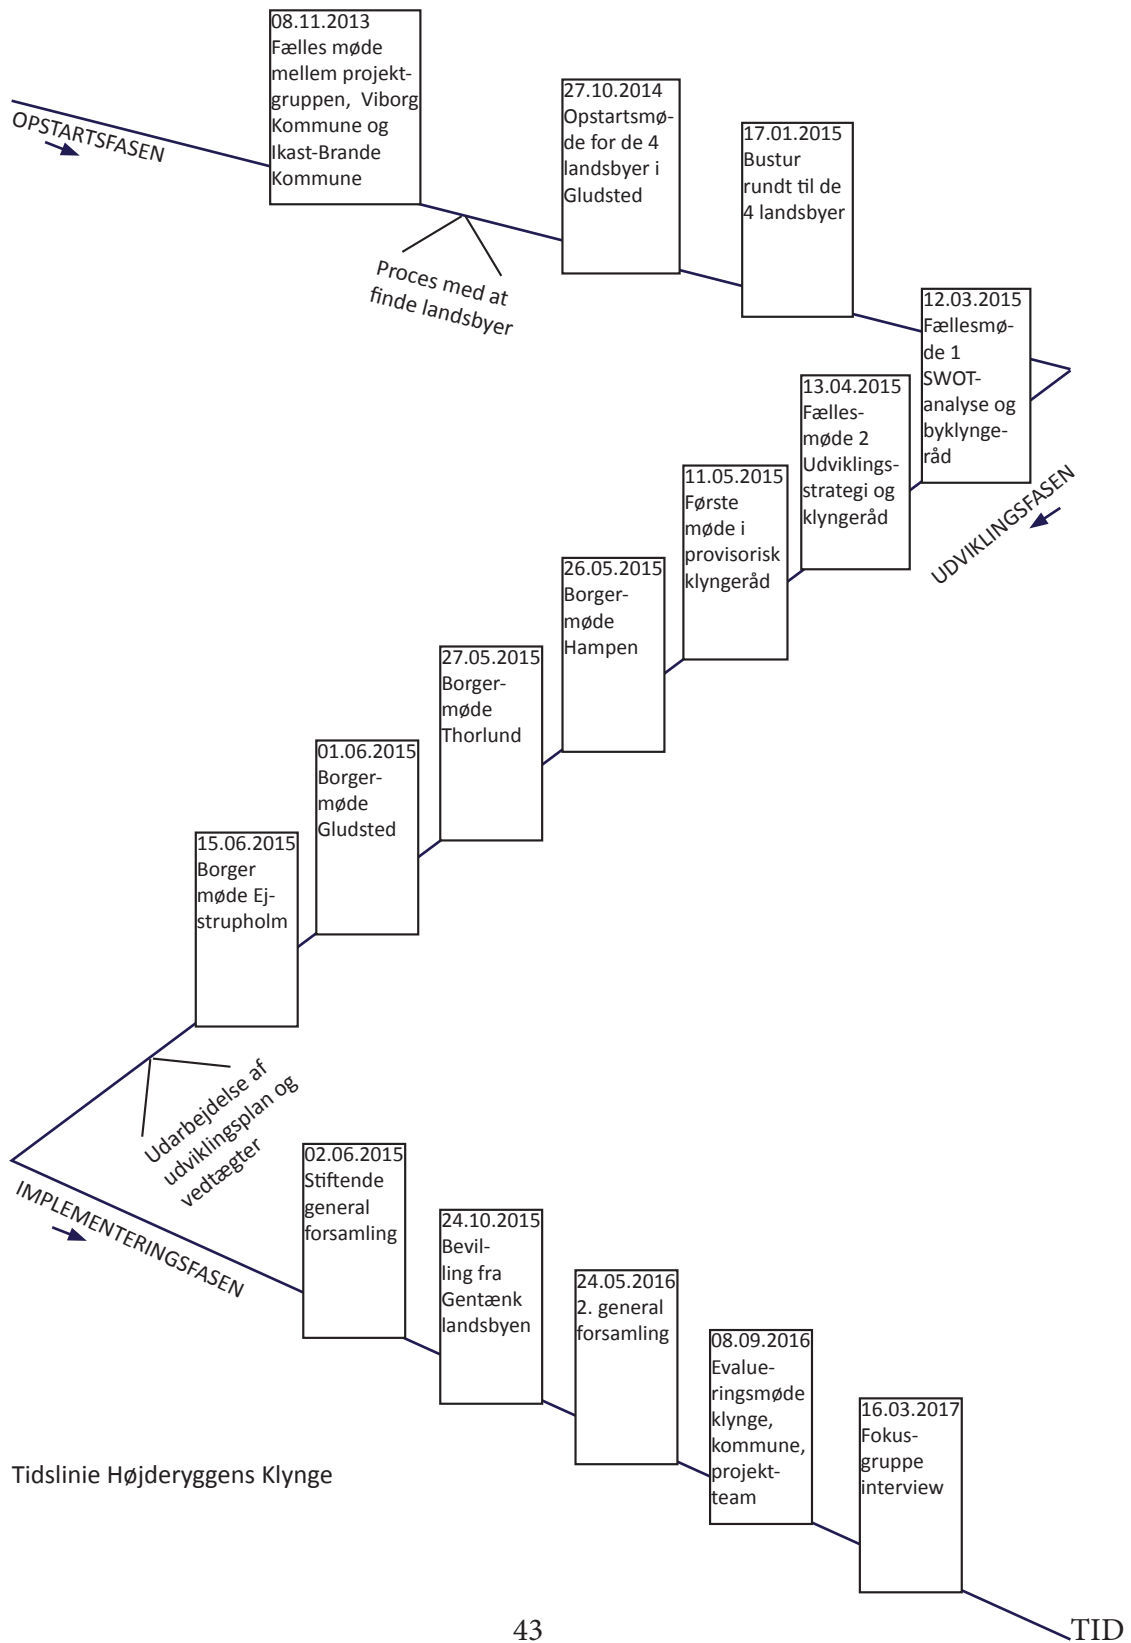 08.11.2013
Fælles møde
mellem projekt-
gruppen, Viborg
Kommune og
Ikast-Brande
Kommune
OPSTARTSFASEN
27.10.2014
Opstartsmø-
de for de 4
landsbyer i
Gludsted
17.01.2015
Bustur
rundt til de
4 landsbyer
Proces med at
finde landsbyer
12.03.2015
Fællesmø-
de 1
SWOT-
analyse og
byklynge-
råd
UDVIKLINGSFASEN
13.04.2015
Fælles-
møde 2
Udviklings-
strategi og
klyngeråd
11.05.2015
Første
møde i
provisorisk
klyngeråd
26.05.2015
Borger-
møde
Hampen
27.05.2015
Borger-
møde
Thorlund
01.06.2015
Borger-
møde
Gludsted
15.06.2015
Borger
møde Ej-
strupholm
Udarbejdelse af
udviklingsplan og
vedtægter
IMPLEMENTERINGSFASEN
02.06.2015
Stiftende
general
forsamling
24.10.2015
Bevil-
ling fra
Gentænk
landsbyen
24.05.2016
2. general
forsamling
08.09.2016
Evalue-
ringsmøde
klynge,
kommune,
projekt-
team
16.03.2017
Fokus-
gruppe
interview
Tidslinie Højderyggens Klynge
43
TID